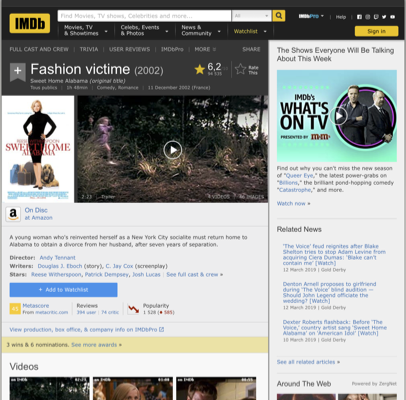 IMDb
Find Movies, TV shows, Celebrities and more...
All
IMDbPro
Help
Movies, TV
& Showtimes
Celebs, Events
& Photos
News &
Community
Watchlist
Sign in
FULL CAST AND CREW | TRIVIA | USER REVIEWS | IMDbPro | MORE
SHARE
Fashion victime (2002)
Sweet Home Alabama (original title)
Tous publics | 1h 48min | Comedy, Romance | 11 December 2002 (France)
6,2
Rate
This
SWEET HOME
ALABAMA
2:23
9 VIDEOS
IMAGES
On Disc
at Amazon
A young woman who's reinvented herself as a New York City socialite must return home to
Alabama to obtain a divorce from her husband, after seven years of separation.
Director: Andy Tennant
Writers: Douglas J. Eboch (story), C. Jay Cox (screenplay)
Stars: Reese Witherspoon, Patrick Dempsey, Josh Lucas | See full cast & crew »
+ Add to Watchlist
Metascore
From metacritic.com
Reviews
394 user | 74 critic
Popularity
View production, box office, & company info on IMDbPro
3 wins & 6 nominations. See more awards »
Videos
The Shows Everyone Will Be Talking
About This Week
IMDb's
WHAT'S
ON TV
PRESENTED BY m&m's
Find out why you can't miss the new season
of "Queer Eye," the latest power-grabs on
"Billions," the brilliant pond-hopping comedy
"Catastrophe," and more.
Watch now »
Related News
'The Voice' feud reignites after Blake
Shelton tries to stop Adam Levine from
acquiring Ciera Dumas: 'Blake can't
contain me' [Watch]
12 March 2019 | Gold Derby
Denton Arnell proposes to girlfriend
during 'The Voice' blind audition —
Should John Legend officiate the
wedding? [Watch]
12 March 2019 | Gold Derby
Dexter Roberts flashback: Before 'The
Voice,' country artist sang 'Sweet Home
Alabama' on 'American Idol' [Watch]
10 March 2019 | Gold Derby
See all related articles »
Around The Web
Powered by ZergNet